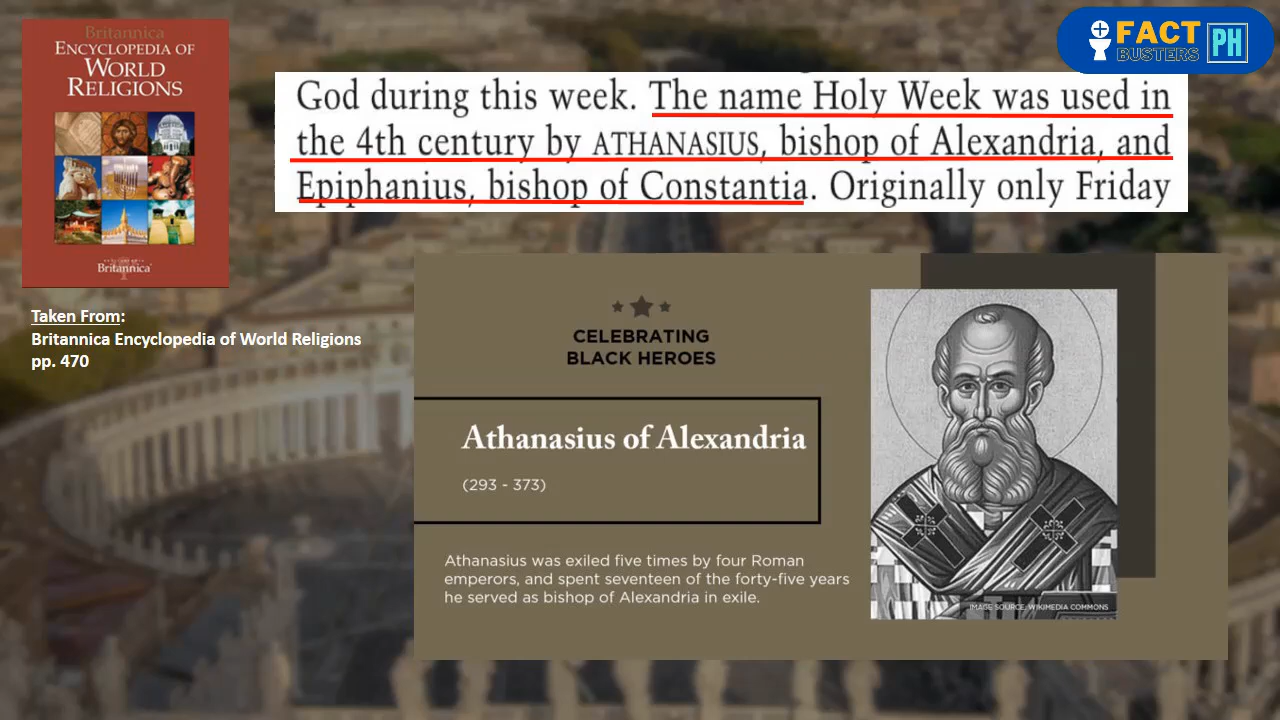 Britannica
ENCYCLOPEDIA OF
WORLD
RELIGIONS
Britannica
Taken From:
Britannica Encyclopedia of World Religions
pp. 470
FACT
BUSTERS
PH
God during this week. The name Holy Week was used in
the 4th century by ATHANASIUS, bishop of Alexandria, and
Epiphanius, bishop of Constantia. Originally only Friday
CELEBRATING
BLACK HEROES
Athanasius of Alexandria
(293 - 373)
Athanasius was exiled five times by four Roman
emperors, and spent seventeen of the forty-five years
he served as bishop of Alexandria in exile.
IMAGE SOURCE: WIKIMEDIA COMMONS